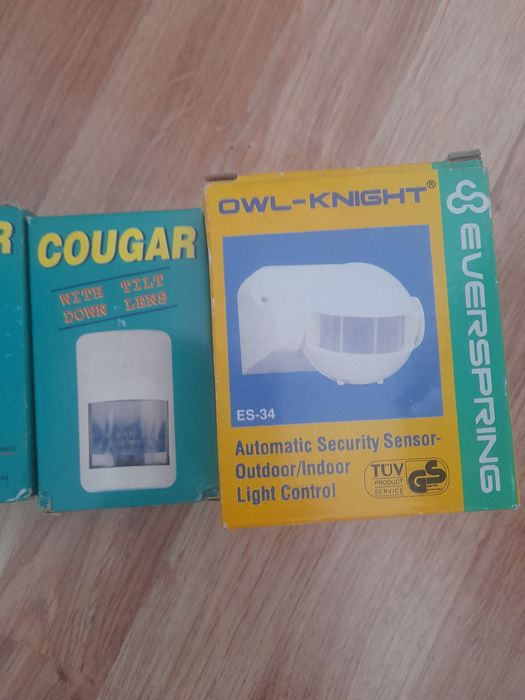 R
COUGAR
WITH TILT
DOWN LENS
OWL-KNIGHT®
EVERSPRING
ES-34
Automatic Security Sensor-
Outdoor/Indoor
Light Control
TÜV
PRODUCT
SERVICE
GS